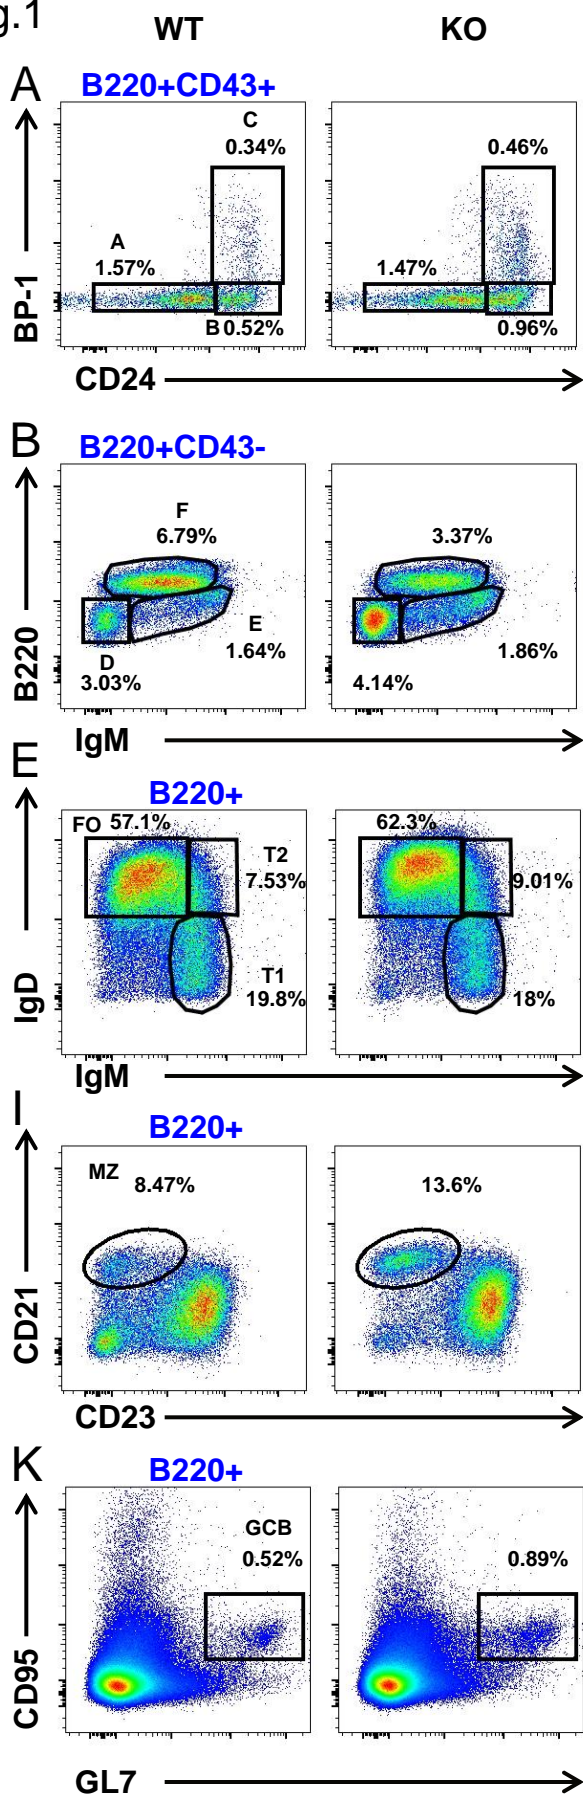 g.1
WT KO
A B220+CD43+
C
0.34% 0.46%
A
1.57% 1.47%
B 0.52% 0.96%
BP-1
CD24
B B220+CD43-
F
6.79% 3.37%
E
1.64% 1.86%
D
3.03% 4.14%
B220
IgM
E B220+
FO 57.1% 62.3%
T2
7.53% 9.01%
T1
19.8% 18%
IgD
IgM
I B220+
MZ 8.47% 13.6%
CD21
CD23
K B220+
GCB
0.52% 0.89%
CD95
GL7